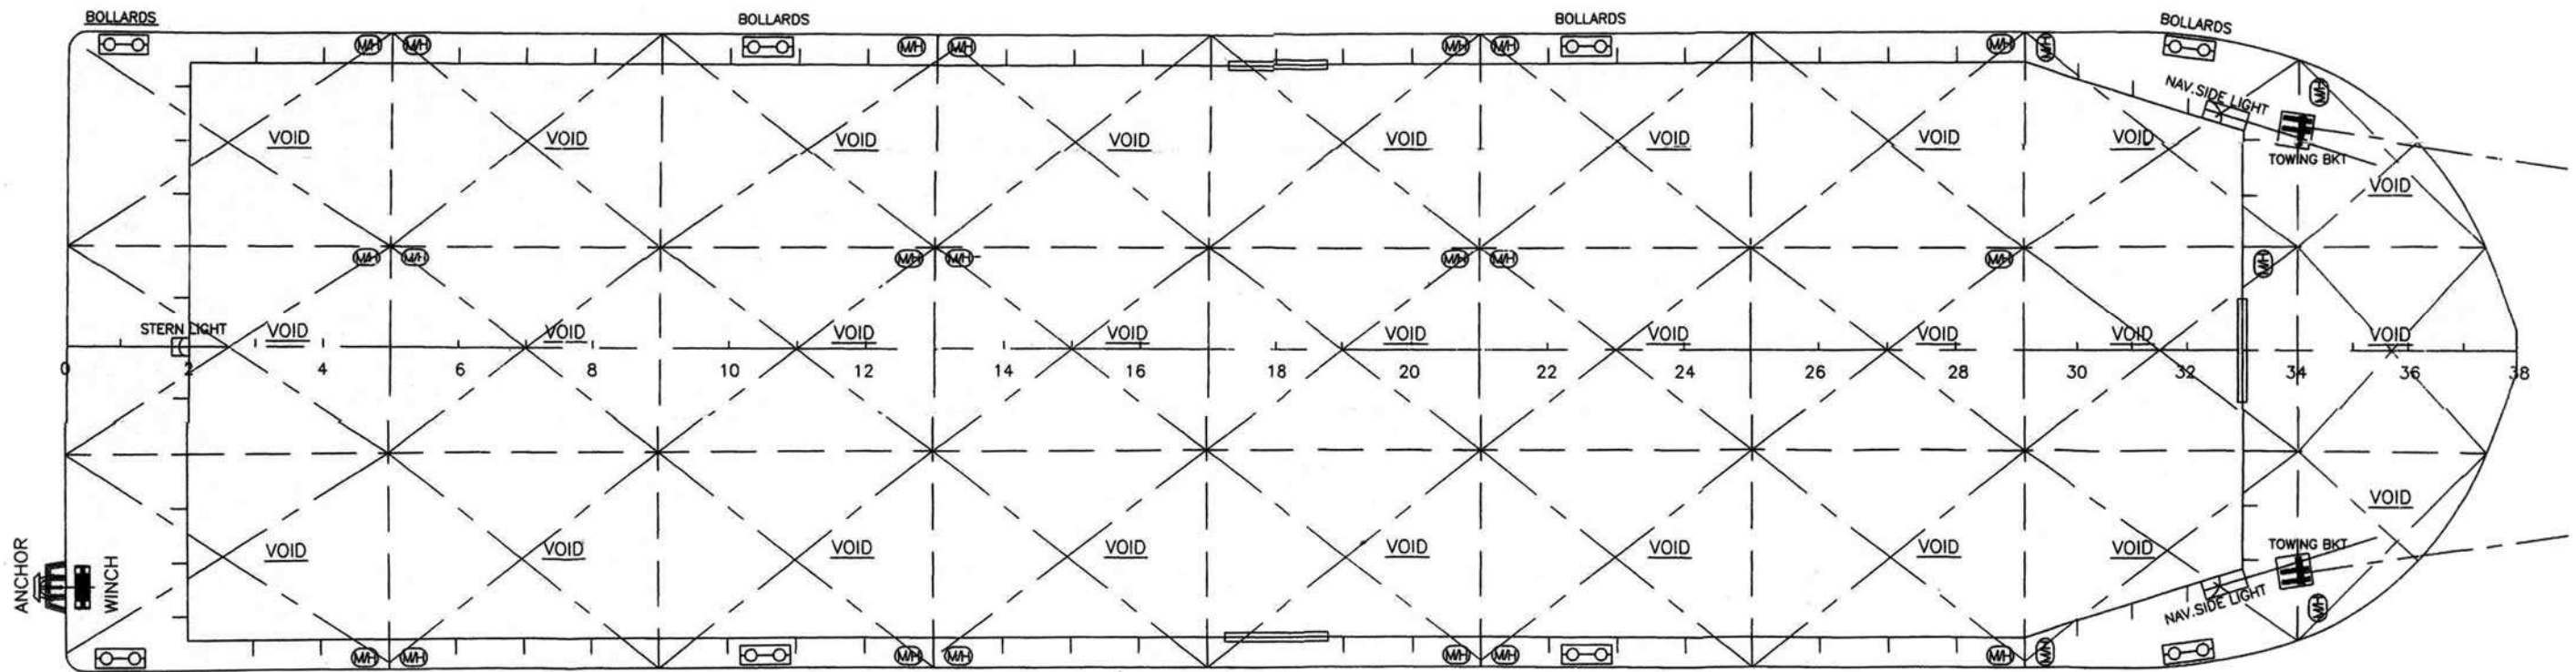 BOLLARDS
BOLLARDS
BOLLARDS
BOLLARDS
M/H M/H M/H M/H M/H M/H M/H M/H
M/H
NAV.SIDE LIGHT
TOWING BKT
VOID VOID VOID VOID VOID VOID VOID VOID
VOID
M/H M/H M/H M/H M/H M/H M/H M/H
STERN LIGHT
VOID VOID VOID VOID VOID VOID VOID VOID VOID
0 2 4 6 8 10 12 14 16 18 20 22 24 26 28 30 32 34 36 38
VOID
VOID VOID VOID VOID VOID VOID VOID VOID
TOWING BKT
ANCHOR
WINCH
NAV.SIDE LIGHT
M/H
M/H M/H M/H M/H M/H M/H M/H M/H